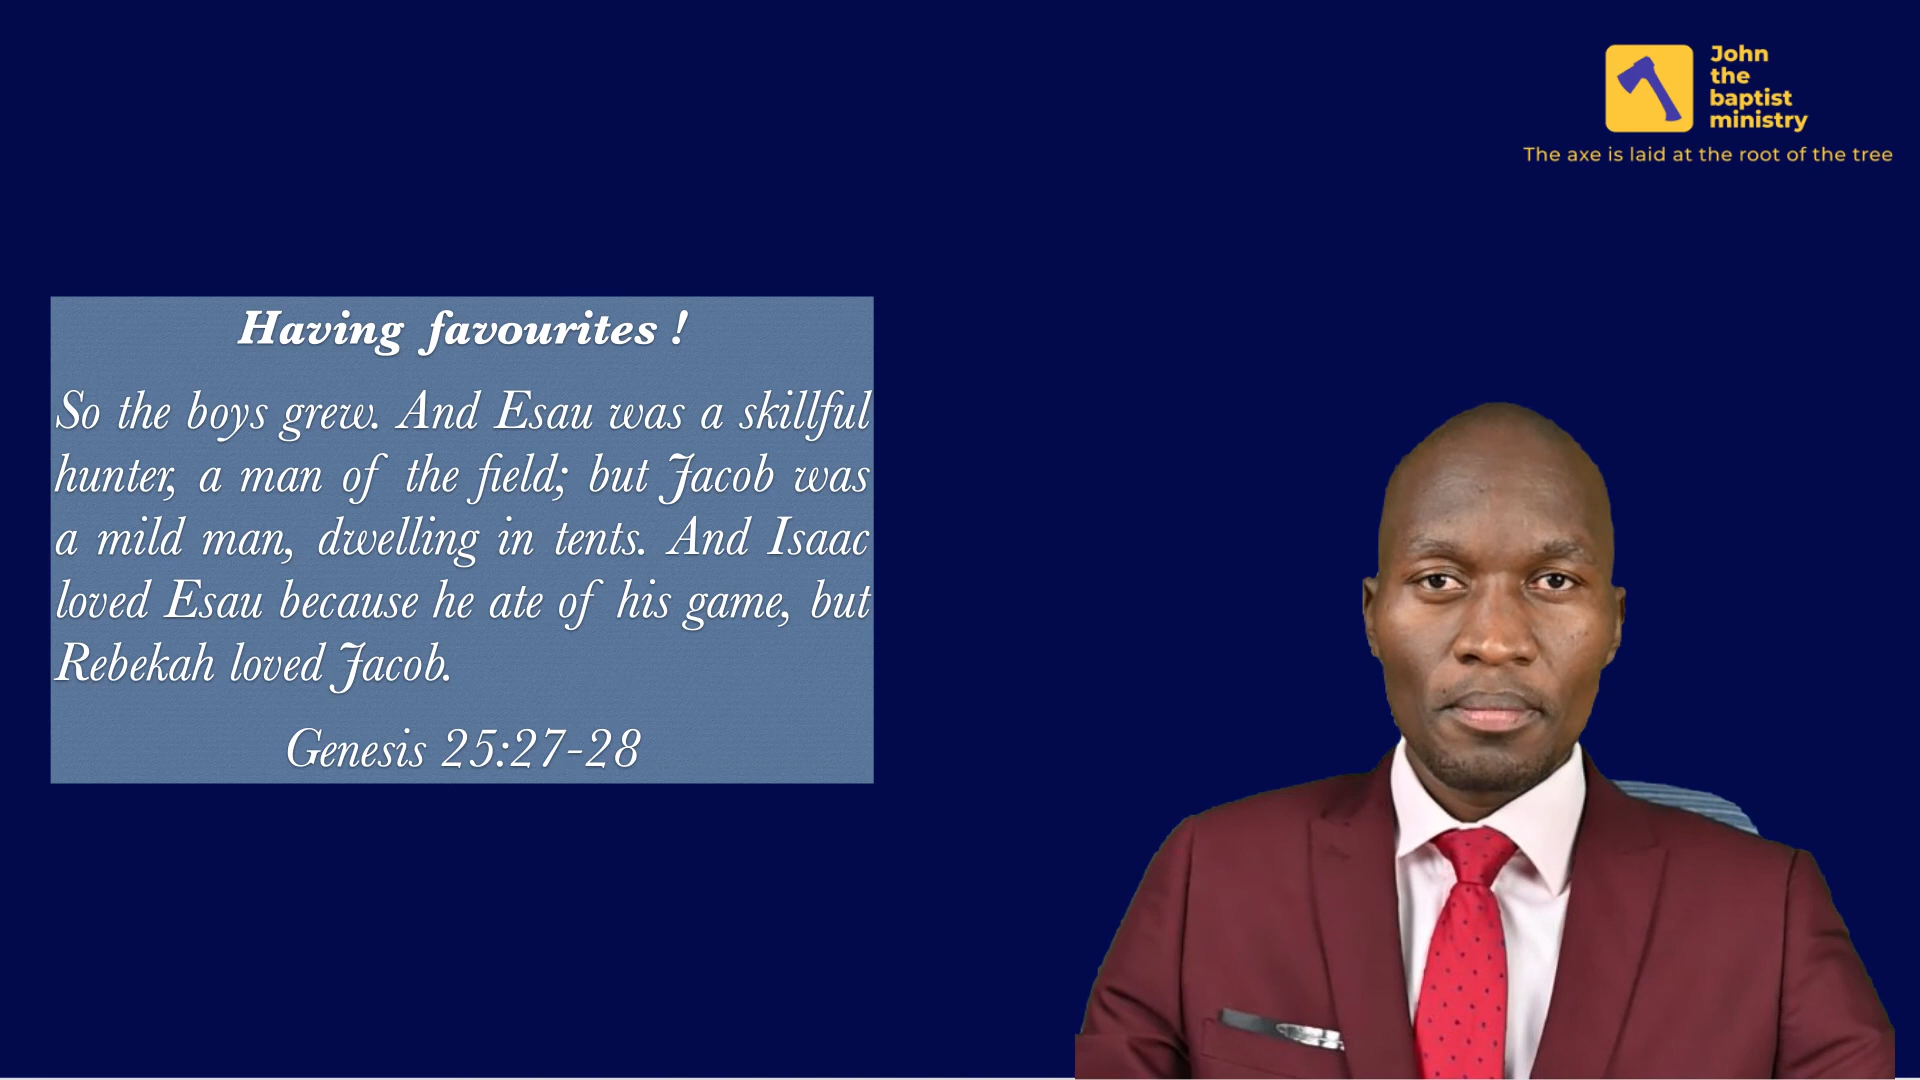 John
the
baptist
ministry
The axe is laid at the root of the tree
Having favourites !
So the boys grew. And Esau was a skillful
hunter, a man of the field; but Jacob was
a mild man, dwelling in tents. And Isaac
loved Esau because he ate of his game, but
Rebekah loved Jacob.
Genesis 25:27-28